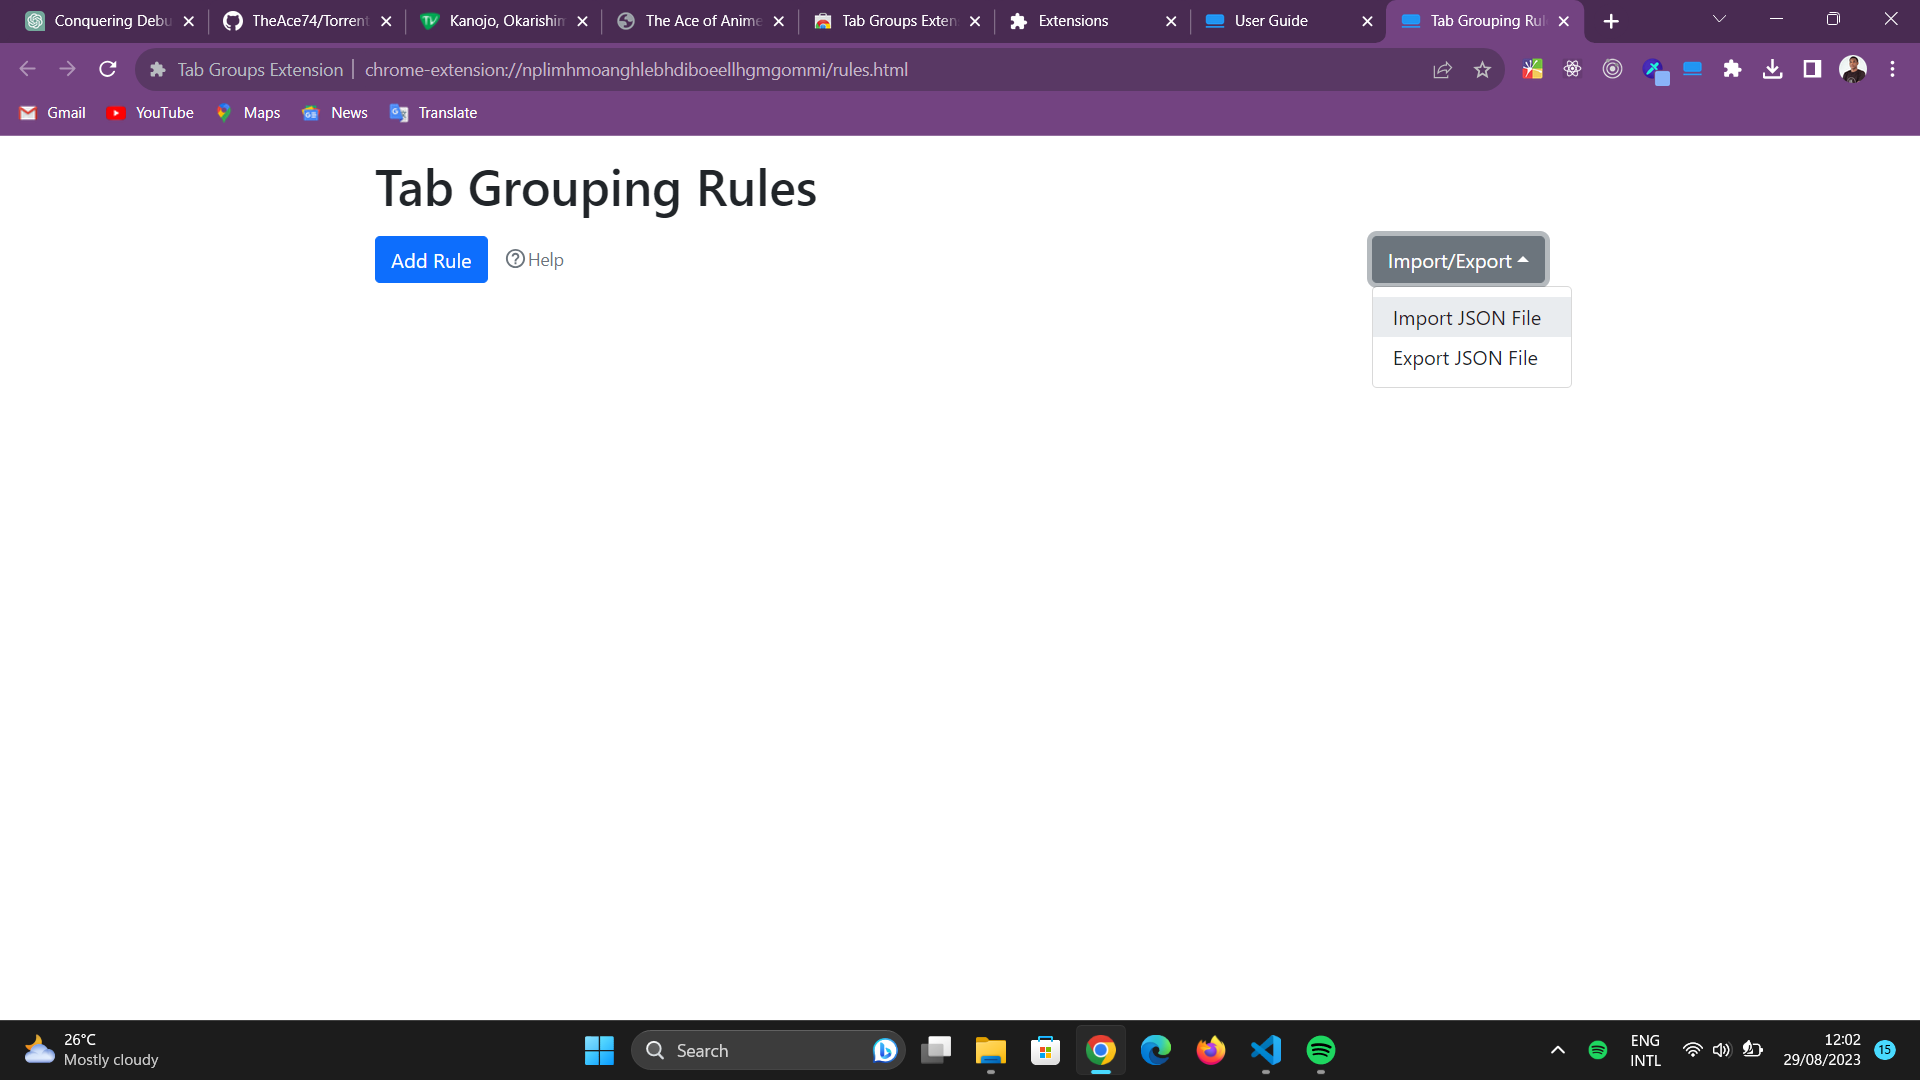 Conquering Debu
TheAce74/Torrent
Kanojo, Okarishim
The Ace of Anime
Tab Groups Exten
Extensions
User Guide
Tab Grouping Rul
Tab Groups Extension
chrome-extension://nplimhmoanghlebhdiboeellhgmgommi/rules.html
Gmail
YouTube
Maps
News
Translate
Tab Grouping Rules
Add Rule
Help
Import/Export
Import JSON File
Export JSON File
26°C
Mostly cloudy
Search
ENG
INTL
12:02
29/08/2023
15